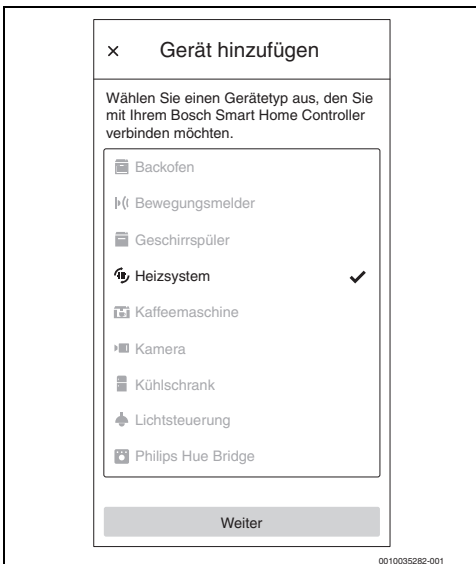 × Gerät hinzufügen
Wählen Sie einen Gerätetyp aus, den Sie
mit Ihrem Bosch Smart Home Controller
verbinden möchten.
Backofen
Bewegungsmelder
Geschirrspüler
Heizsystem
Kaffeemaschine
Kamera
Kühlschrank
Lichtsteuerung
Philips Hue Bridge
Weiter
0010035282-001